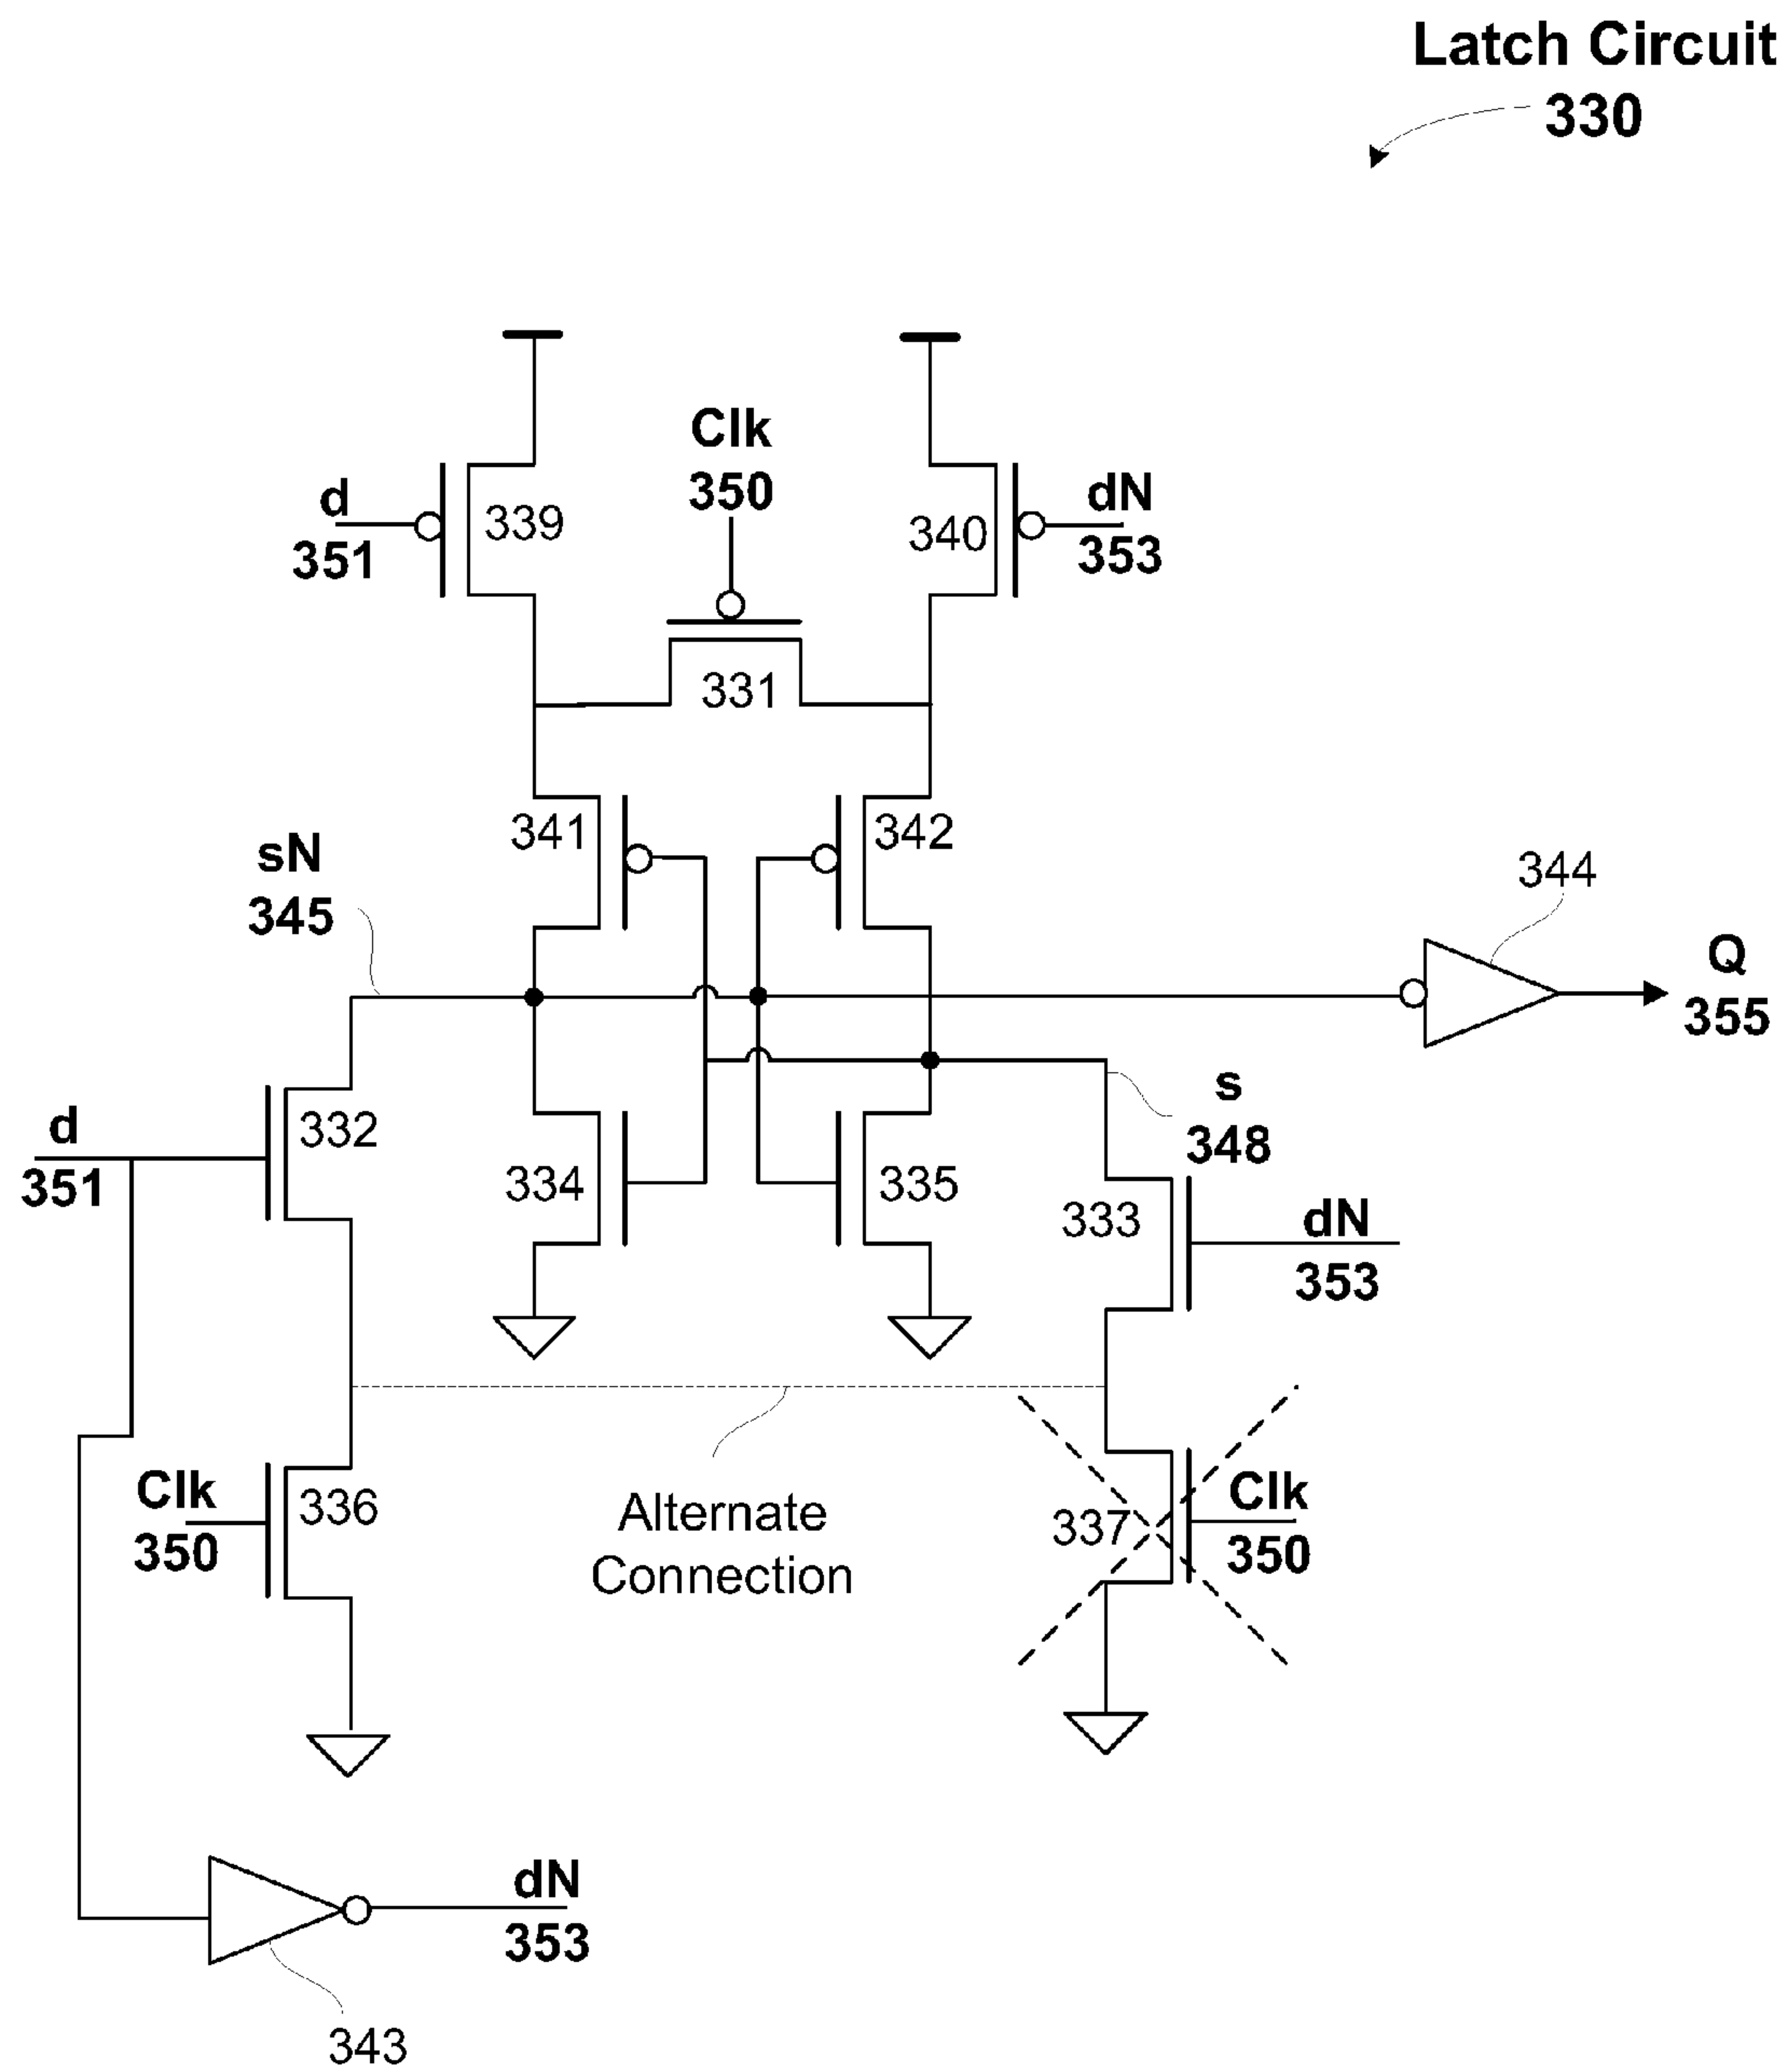 Latch Circuit
330
Clk
350
d
351
339
340
dN
353
331
341
342
sN
345
344
Q
355
d
351
332
334
335
s
348
333
dN
353
Clk
350
336
Alternate
Connection
337
Clk
350
dN
353
343